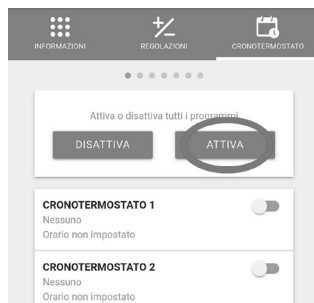 INFORMAZIONI
REGOLAZIONI
CRONOTERMOSTATO
Attiva o disattiva tutti i programmi
DISATTIVA
ATTIVA
CRONOTERMOSTATO 1
Nessuno
Orario non impostato
CRONOTERMOSTATO 2
Nessuno
Orario non impostato